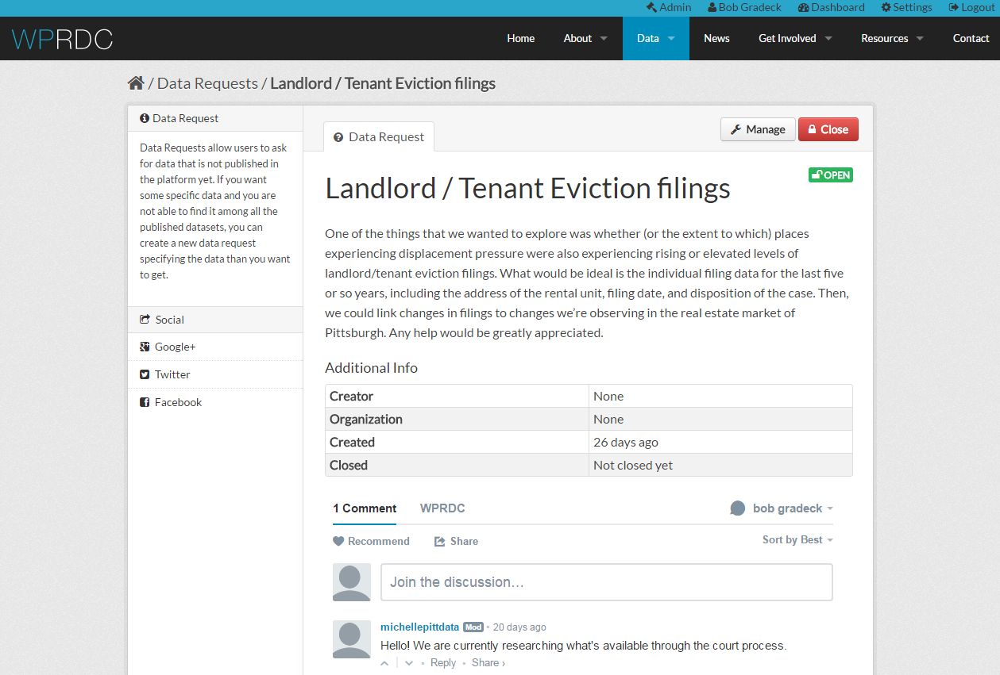 Admin Bob Gradeck Dashboard Settings Logout
WPRDC Home About Data News Get Involved Resources Contact
/ Data Requests / Landlord / Tenant Eviction filings
Data Request
Data Requests allow users to ask
for data that is not published in
the platform yet. If you want
some specific data and you are
not able to find it among all the
published datasets, you can
create a new data request
specifying the data than you want
to get.
Social
Google+
Twitter
Facebook
Data Request
Manage Close
OPEN
Landlord / Tenant Eviction filings
One of the things that we wanted to explore was whether (or the extent to which) places
experiencing displacement pressure were also experiencing rising or elevated levels of
landlord/tenant eviction filings. What would be ideal is the individual filing data for the last five
or so years, including the address of the rental unit, filing date, and disposition of the case. Then,
we could link changes in filings to changes we’re observing in the real estate market of
Pittsburgh. Any help would be greatly appreciated.
Additional Info
Creator None
Organization None
Created 26 days ago
Closed Not closed yet
1 Comment WPRDC bob gradeck
Recommend Share Sort by Best
Join the discussion…
michellepittdata Mod • 20 days ago
Hello! We are currently researching what's available through the court process.
• Reply • Share ›